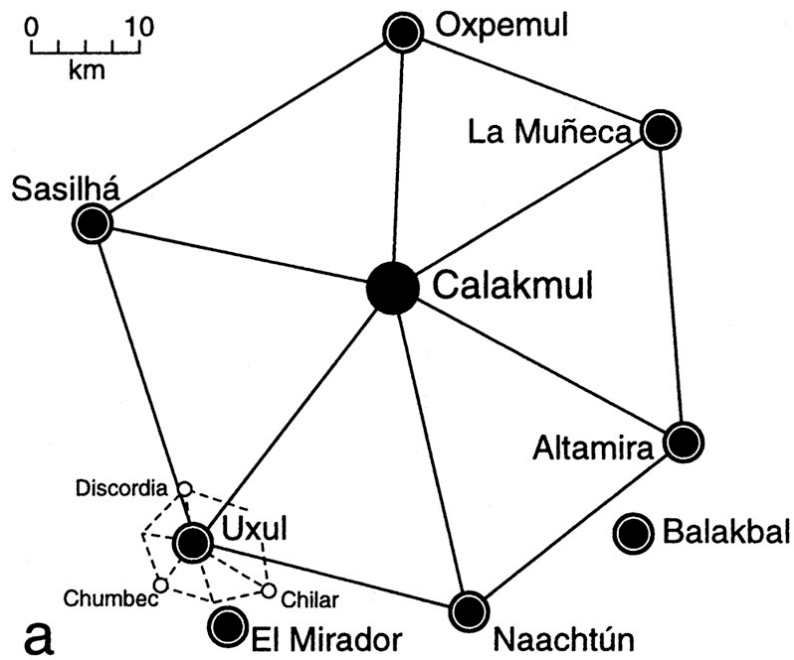 0 10
km
Oxpemul
La Muñeca
Sasilhá
Calakmul
Altamira
Discordia
Uxul
Balakbal
Chumbec
Chilar
a
El Mirador
Naachtún